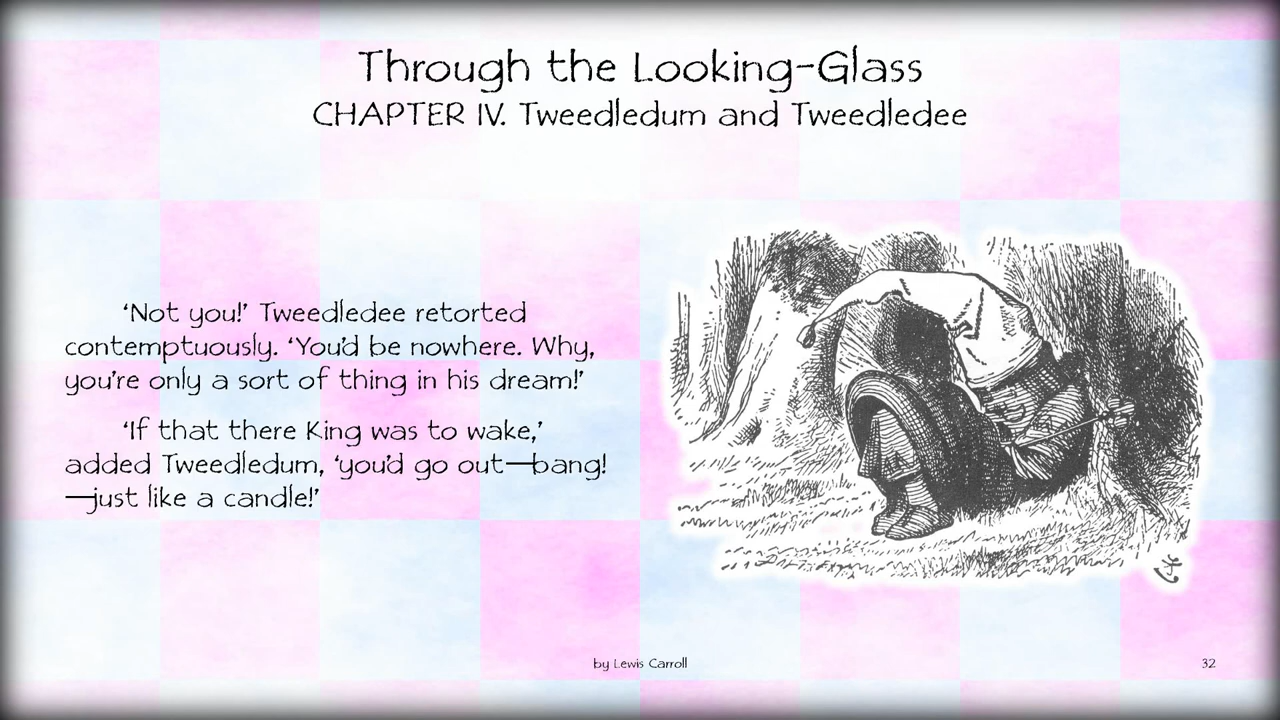 Through the Looking-Glass
CHAPTER IV. Tweedledum and Tweedledee
‘Not you!’ Tweedledee retorted
contemptuously. ‘You’d be nowhere. Why,
you’re only a sort of thing in his dream!’
‘If that there King was to wake,’
added Tweedledum, ‘you’d go out—bang!
—just like a candle!’
by Lewis Carroll
32